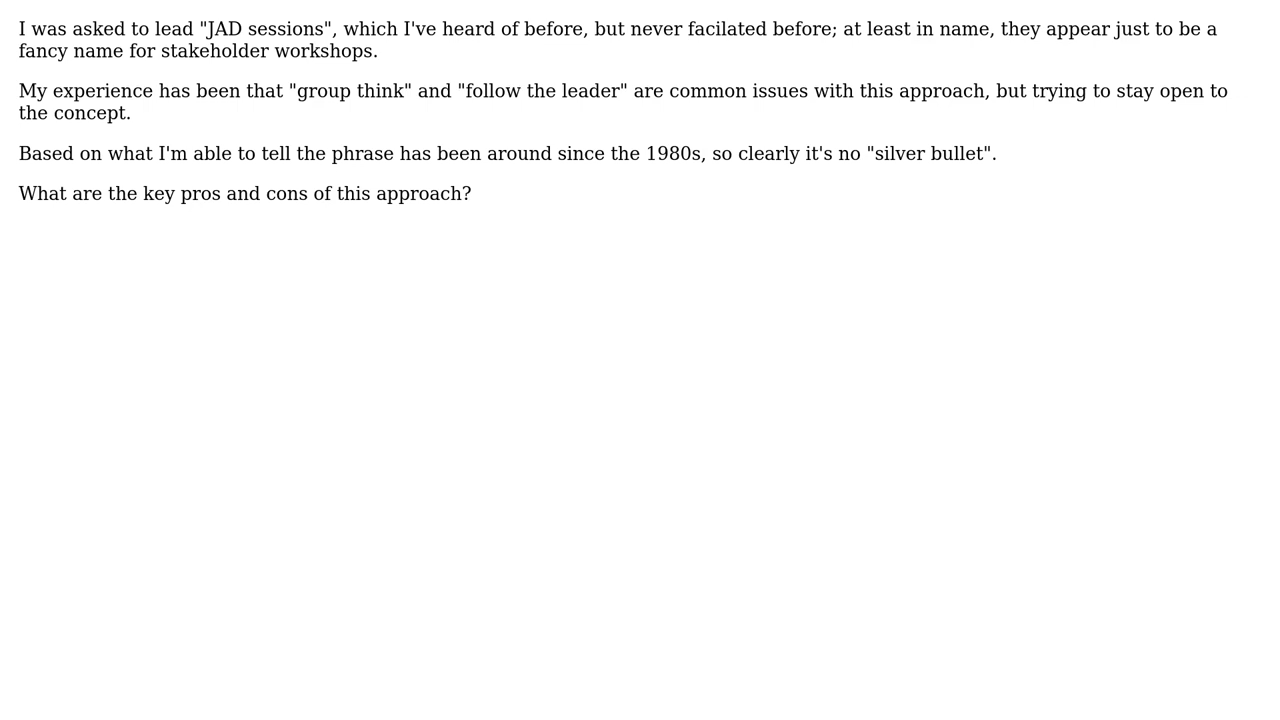 I was asked to lead "JAD sessions", which I've heard of before, but never facilated before; at least in name, they appear just to be a
fancy name for stakeholder workshops.
My experience has been that "group think" and "follow the leader" are common issues with this approach, but trying to stay open to
the concept.
Based on what I'm able to tell the phrase has been around since the 1980s, so clearly it's no "silver bullet".
What are the key pros and cons of this approach?